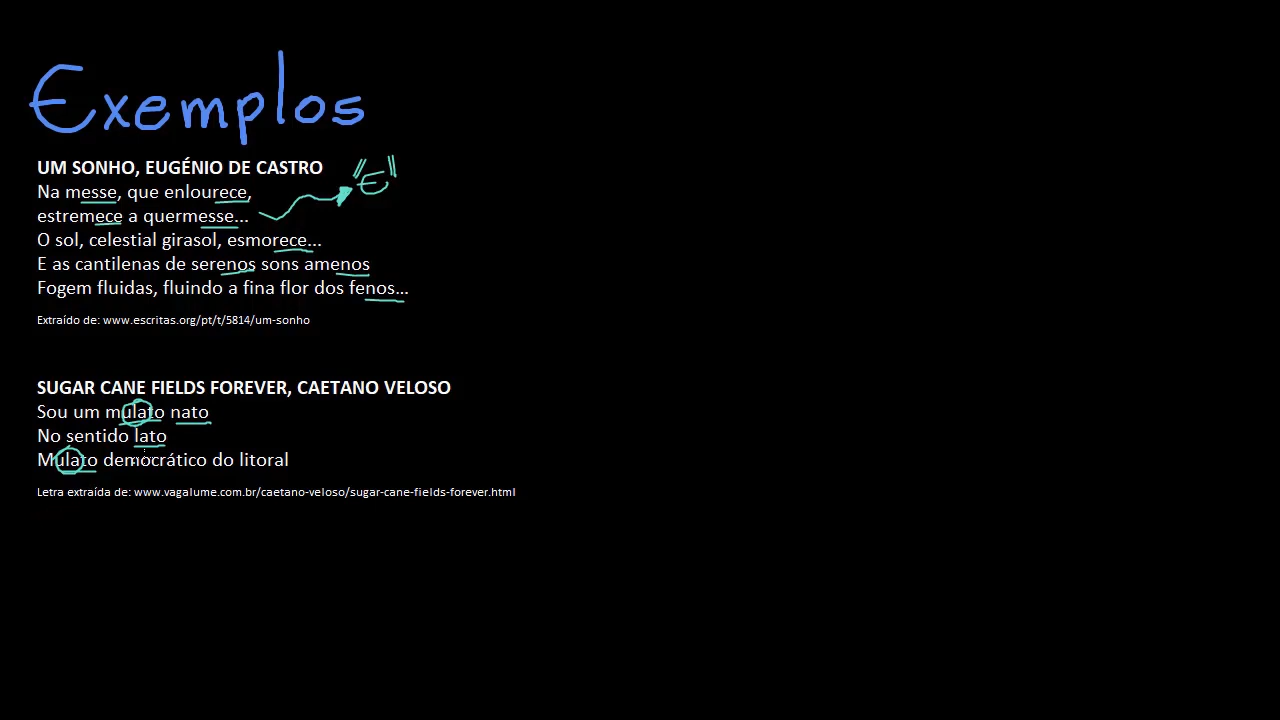 Exemplos
UM SONHO, EUGÉNIO DE CASTRO
Na messe, que enlourece,
"E"
estremece a quermesse...
O sol, celestial girasol, esmorece...
E as cantilenas de serenos sons amenos
Fogem fluidas, fluindo a fina flor dos fenos...
Extraído de: www.escritas.org/pt/t/5814/um-sonho
SUGAR CANE FIELDS FOREVER, CAETANO VELOSO
Sou um mulato nato
No sentido lato
Mulato democrático do litoral
Letra extraída de: www.vagalume.com.br/caetano-veloso/sugar-cane-fields-forever.html